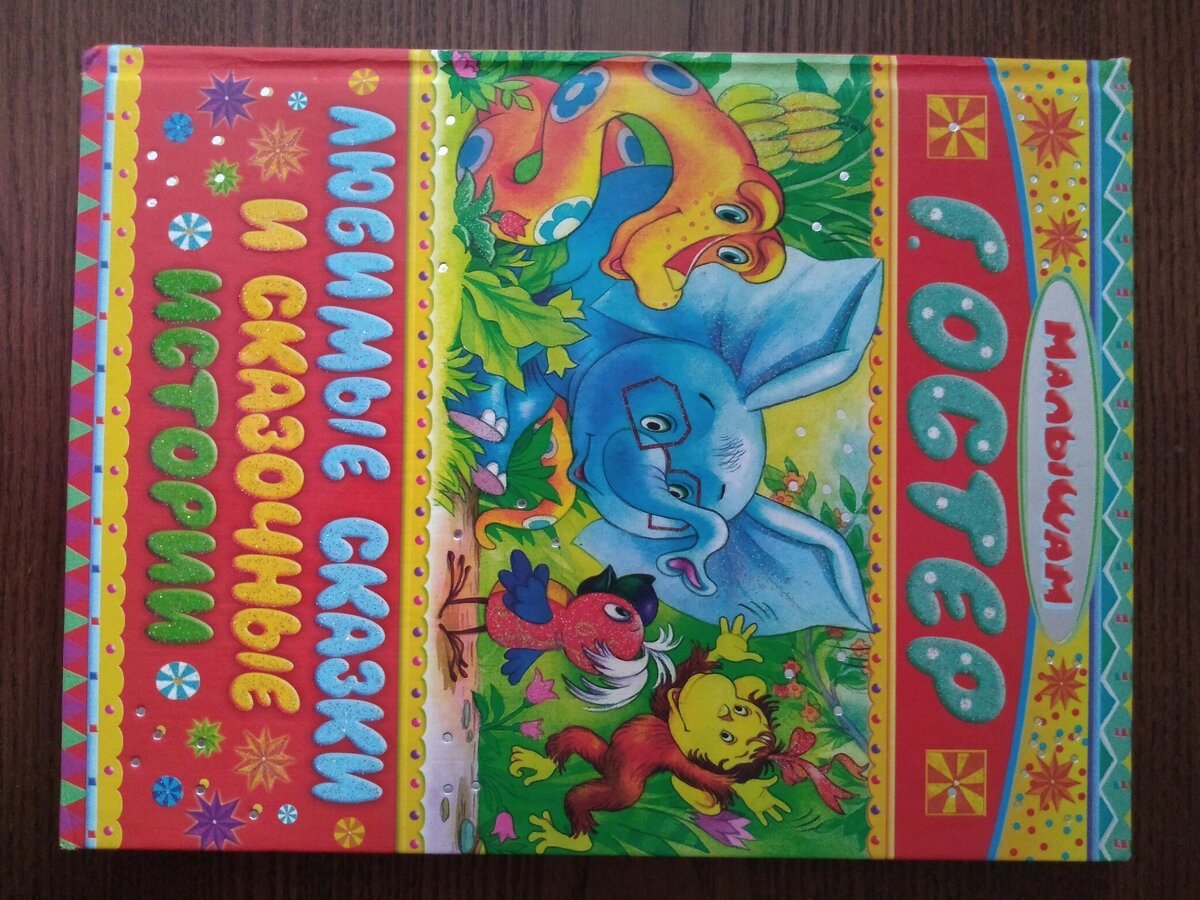 МАЛЫШАМ
Г. ОСТЕР
ЛЮБИМЫЕ СКАЗКИ
И СКАЗОЧНЫЕ
ИСТОРИИ